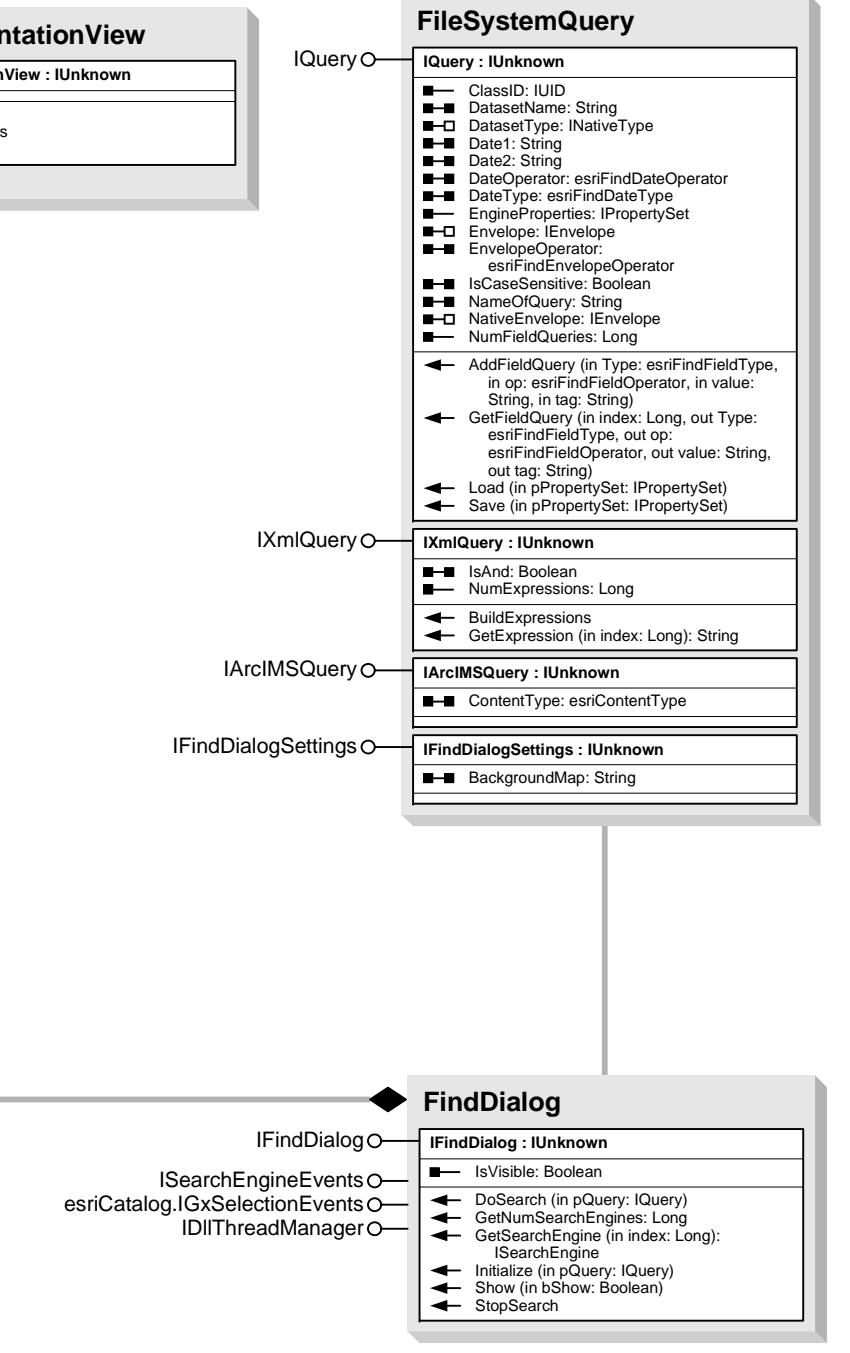 ntationView
nView : IUnknown
s
FileSystemQuery
IQuery
IQuery : IUnknown
ClassID: IUID
DatasetName: String
DatasetType: INativeType
Date1: String
Date2: String
DateOperator: esriFindDateOperator
DateType: esriFindDateType
EngineProperties: IPropertySet
Envelope: IEnvelope
EnvelopeOperator:
esriFindEnvelopeOperator
IsCaseSensitive: Boolean
NameOfQuery: String
NativeEnvelope: IEnvelope
NumFieldQueries: Long
AddFieldQuery (in Type: esriFindFieldType,
in op: esriFindFieldOperator, in value:
String, in tag: String)
GetFieldQuery (in index: Long, out Type:
esriFindFieldType, out op:
esriFindFieldOperator, out value: String,
out tag: String)
Load (in pPropertySet: IPropertySet)
Save (in pPropertySet: IPropertySet)
IXmlQuery
IXmlQuery : IUnknown
IsAnd: Boolean
NumExpressions: Long
BuildExpressions
GetExpression (in index: Long): String
IArcIMSQuery
IArcIMSQuery : IUnknown
ContentType: esriContentType
IFindDialogSettings
IFindDialogSettings : IUnknown
BackgroundMap: String
FindDialog
IFindDialog
IFindDialog : IUnknown
ISearchEngineEvents
esriCatalog.IGxSelectionEvents
IDllThreadManager
IsVisible: Boolean
DoSearch (in pQuery: IQuery)
GetNumSearchEngines: Long
GetSearchEngine (in index: Long):
ISearchEngine
Initialize (in pQuery: IQuery)
Show (in bShow: Boolean)
StopSearch